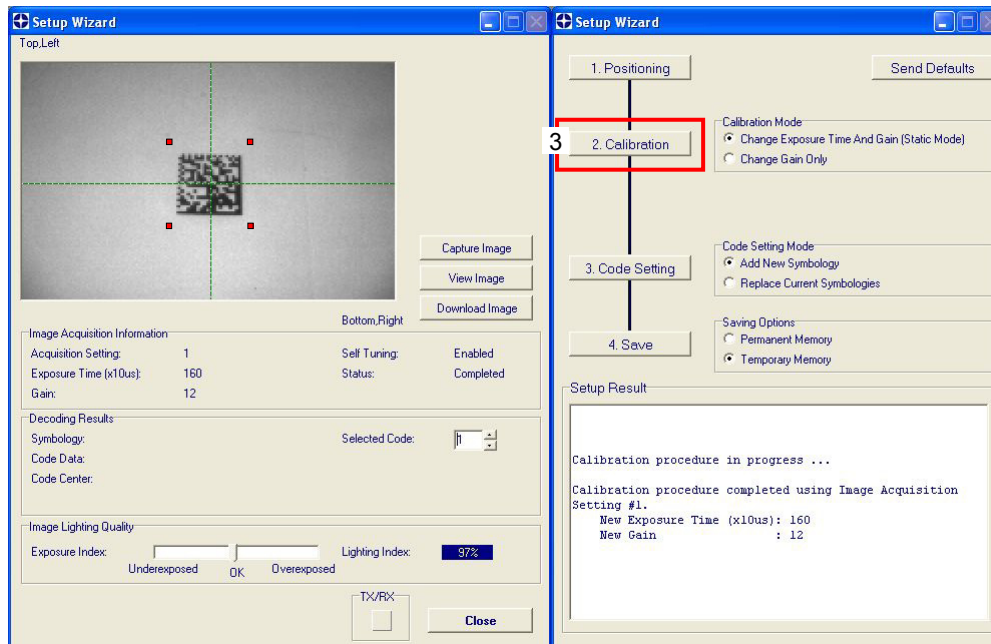 Setup Wizard
Top,Left
Capture Image
View Image
Download Image
Bottom,Right
Image Acquisition Information
Acquisition Setting: 1 Self Tuning: Enabled
Exposure Time (x10us): 160 Status: Completed
Gain: 12
Decoding Results
Symbology: Selected Code: 1
Code Data:
Code Center:
Image Lighting Quality
Exposure Index: Lighting Index: 97%
Underexposed OK Overexposed
TX/RX
Close
Setup Wizard
1. Positioning Send Defaults
3
2. Calibration
Calibration Mode
Change Exposure Time And Gain (Static Mode)
Change Gain Only
3. Code Setting
Code Setting Mode
Add New Symbology
Replace Current Symbologies
4. Save
Saving Options
Permanent Memory
Temporary Memory
Setup Result
Calibration procedure in progress ...
Calibration procedure completed using Image Acquisition
Setting #1.
New Exposure Time (x10us): 160
New Gain : 12